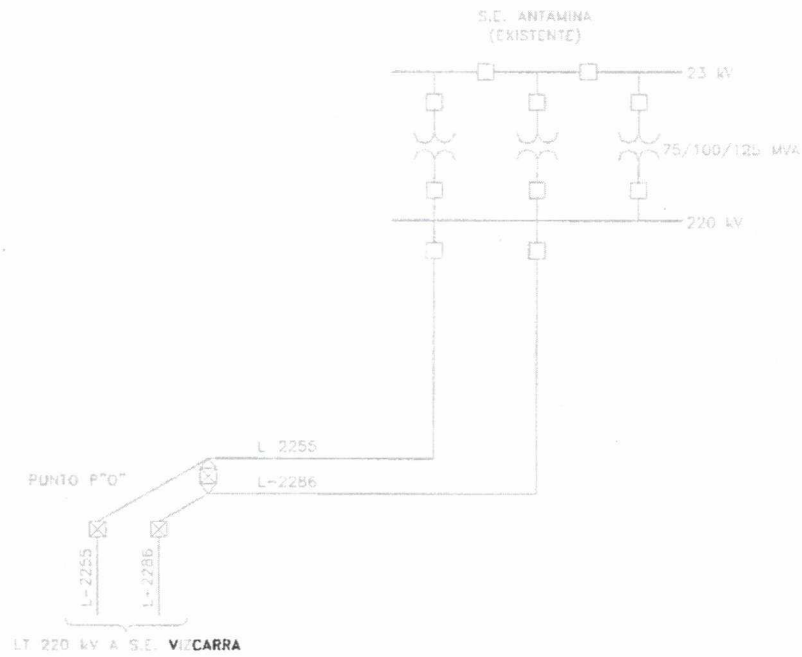 S.E. ANTAMINA
(EXISTENTE)
23 kV
75/100/125 MVA
220 kV
L 2255
PUNTO P"O"
L-2286
L-2255
L-2286
LT 220 kV A S.E. VIZCARRA